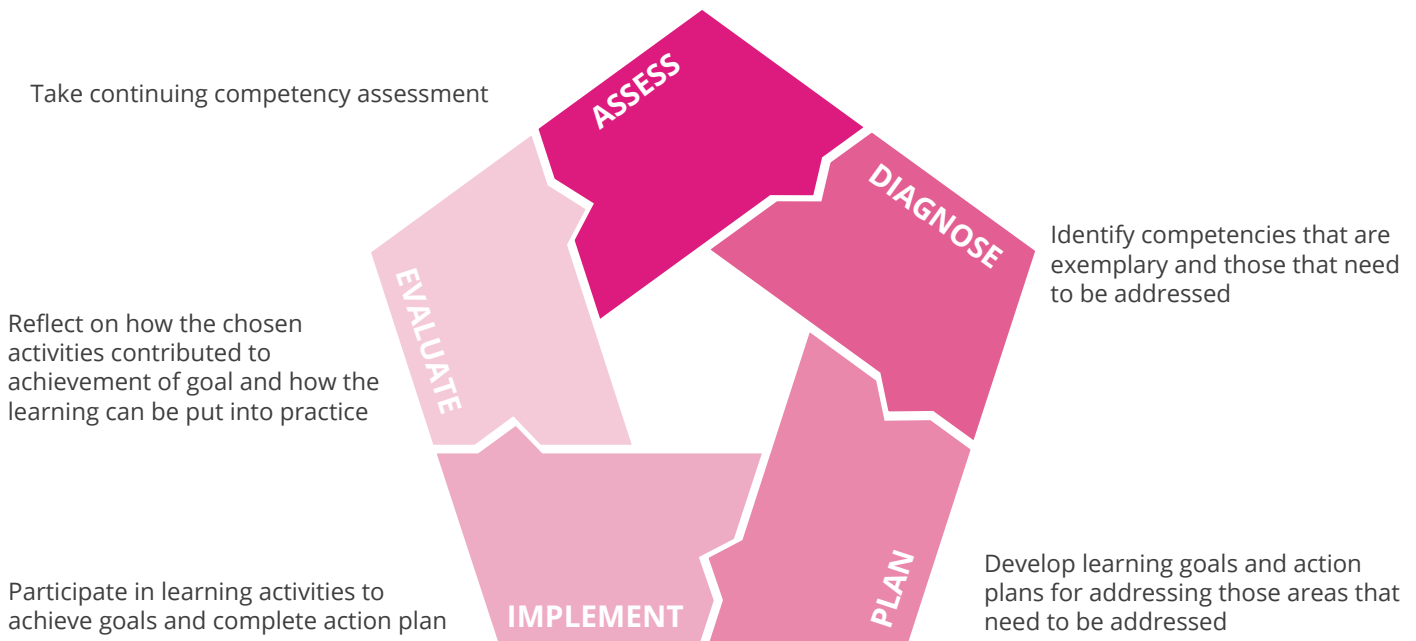 Take continuing competency assessment
ASSESS
DIAGNOSE
Identify competencies that are
exemplary and those that need
to be addressed
EVALUATE
Reflect on how the chosen
activities contributed to
achievement of goal and how the
learning can be put into practice
PLAN
Develop learning goals and action
plans for addressing those areas that
need to be addressed
IMPLEMENT
Participate in learning activities to
achieve goals and complete action plan